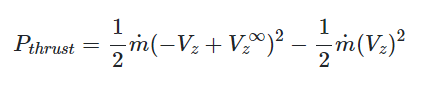 $P_{thrust} = \frac{1}{2}\dot{m}(-V_z + V_z^{\infty})^2 - \frac{1}{2}\dot{m}(V_z)^2$